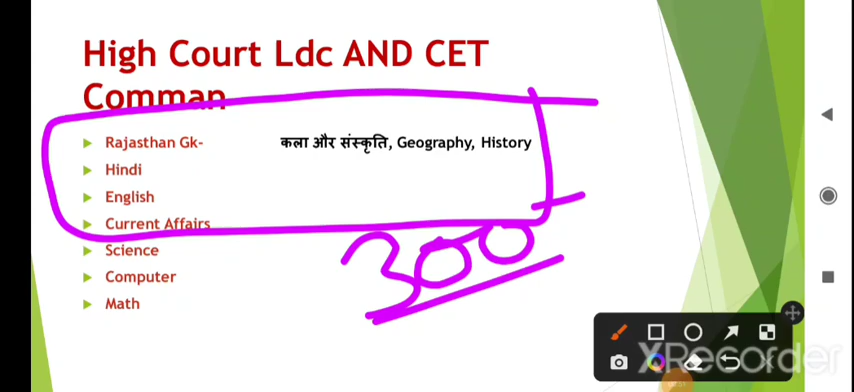 High Court Ldc AND CET
Comman
Rajasthan Gk- कला और संस्कृति, Geography, History
Hindi
English
Current Affairs
Science
Computer
Math
300
XRecorder